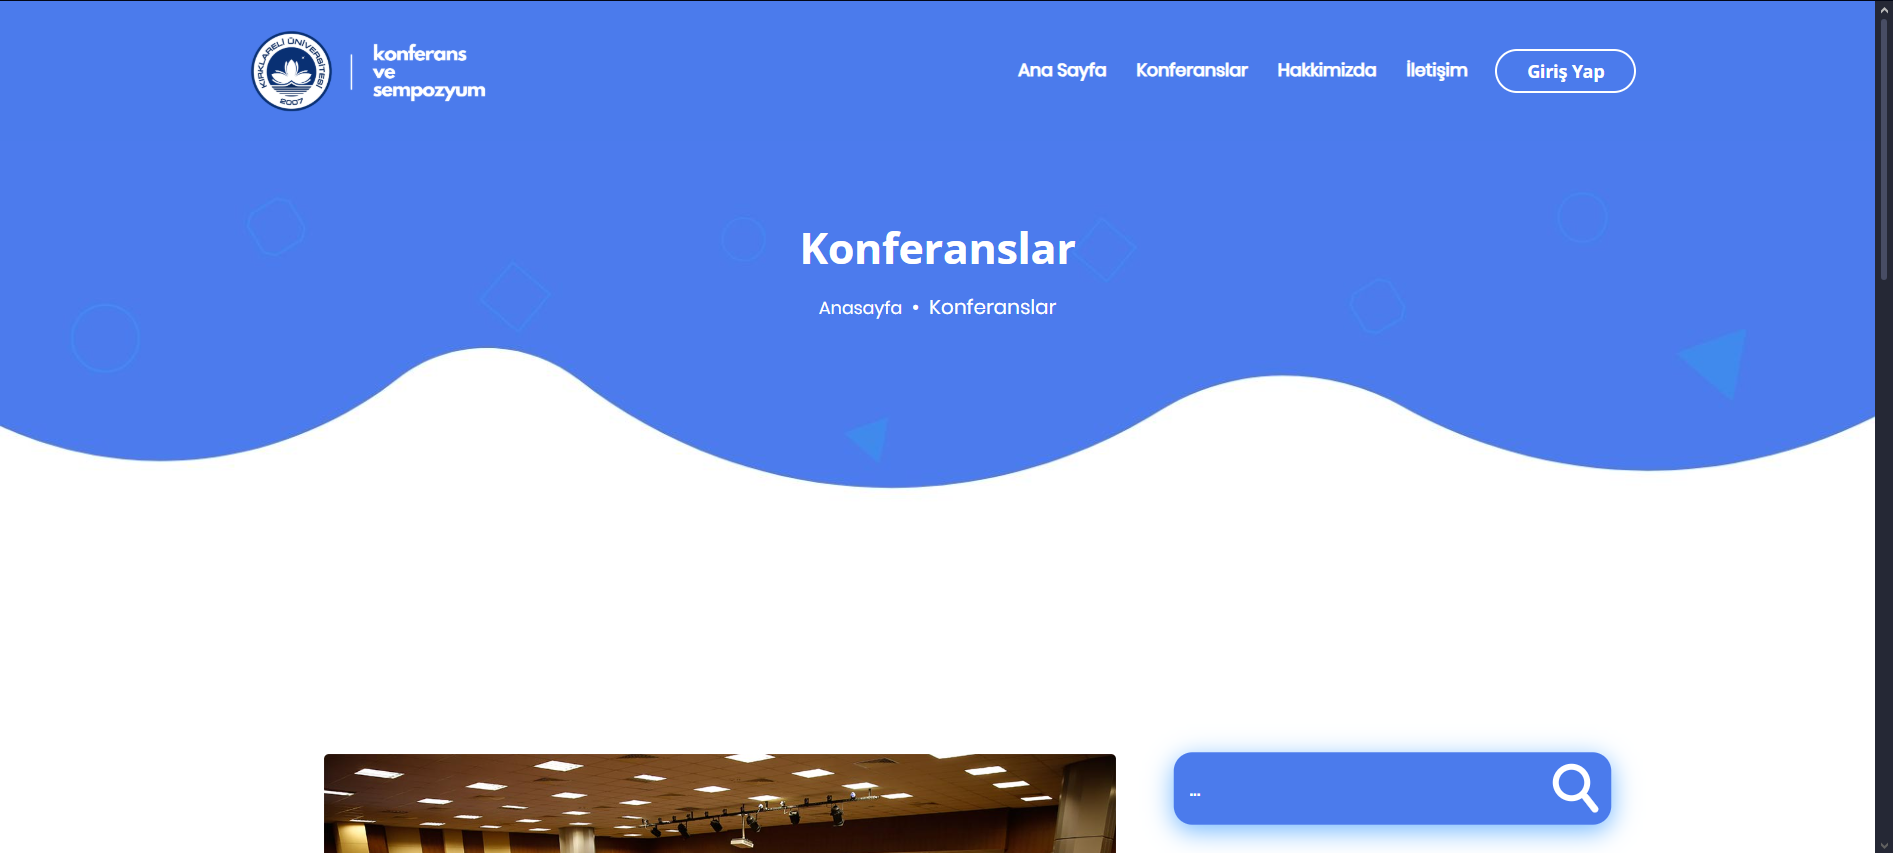 KIRKLARELİ ÜNİVERSİTESİ
2007
konferans
ve
sempozyum
Ana Sayfa Konferanslar Hakkimizda İletişim Giriş Yap
Konferanslar
Anasayfa • Konferanslar
...